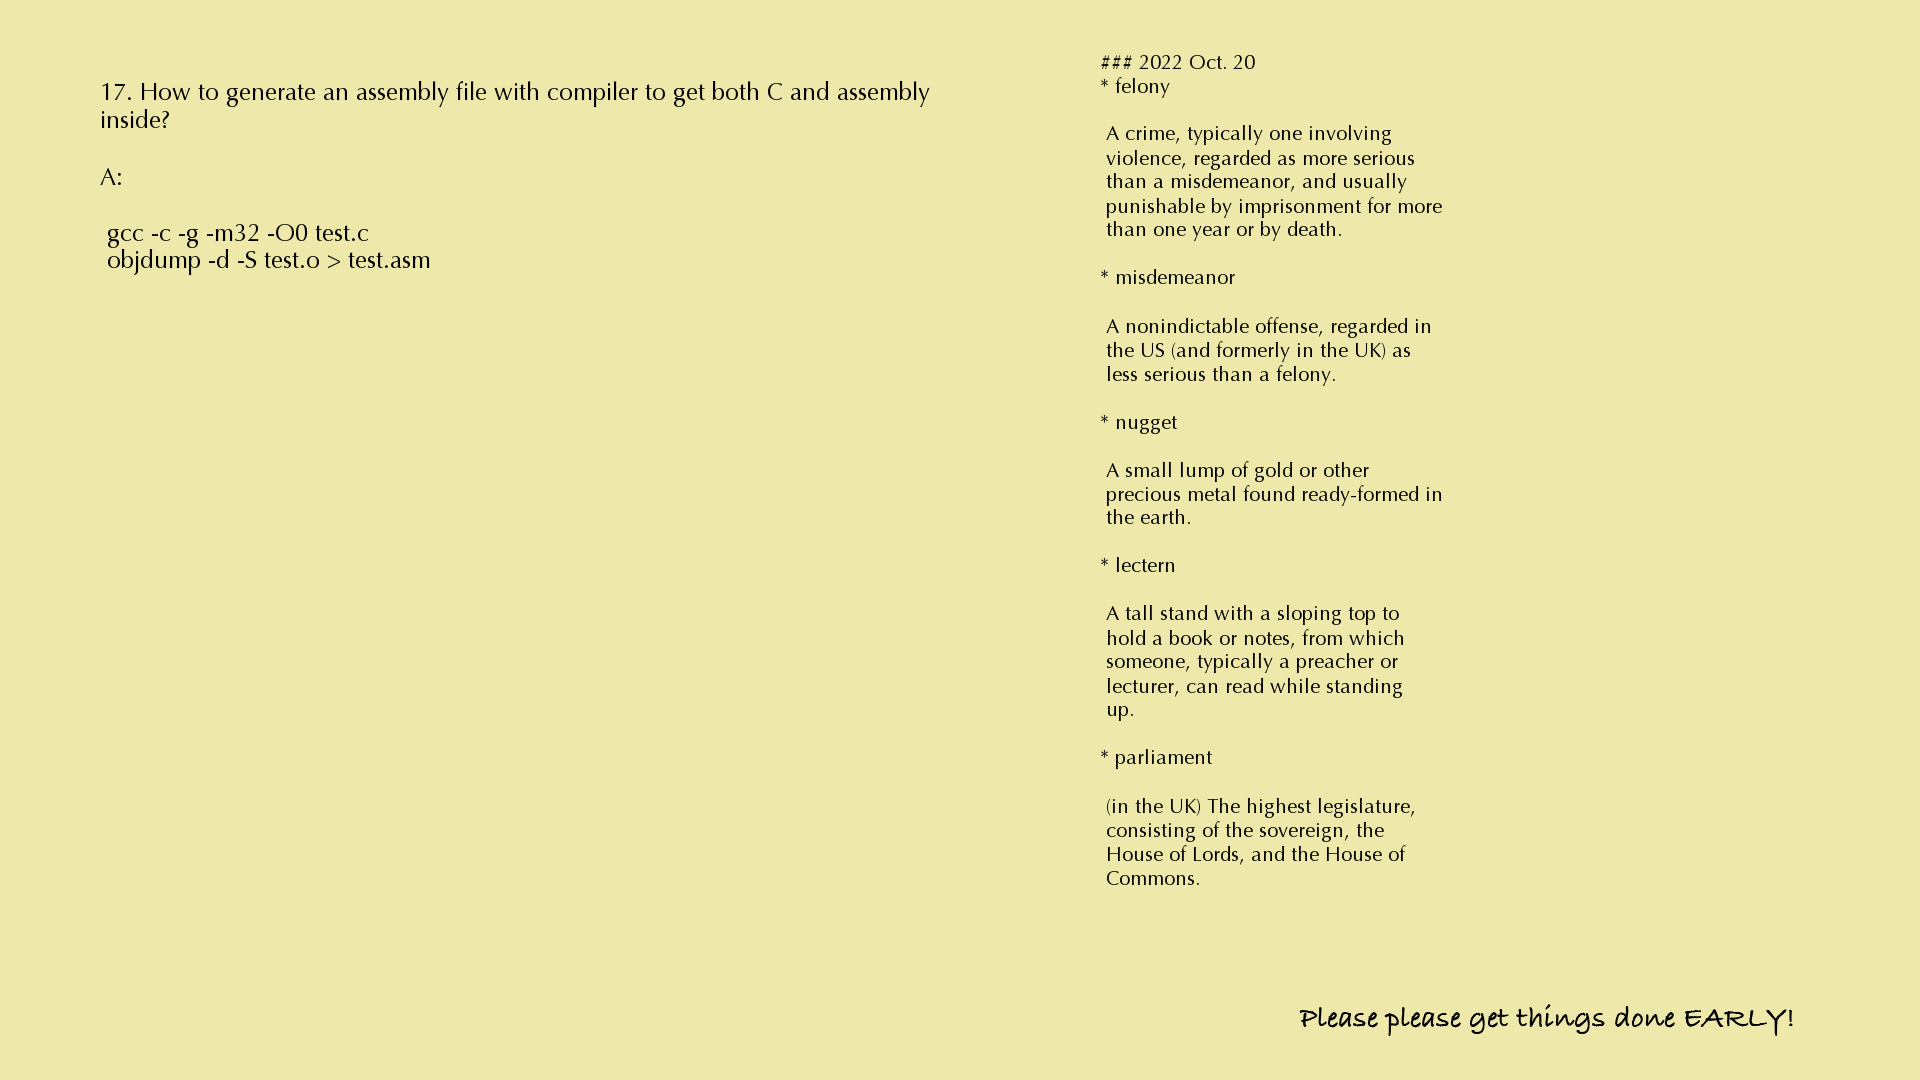 17. How to generate an assembly file with compiler to get both C and assembly
inside?
A:
gcc -c -g -m32 -O0 test.c
objdump -d -S test.o > test.asm
### 2022 Oct. 20
* felony
A crime, typically one involving
violence, regarded as more serious
than a misdemeanor, and usually
punishable by imprisonment for more
than one year or by death.
* misdemeanor
A nonindictable offense, regarded in
the US (and formerly in the UK) as
less serious than a felony.
* nugget
A small lump of gold or other
precious metal found ready-formed in
the earth.
* lectern
A tall stand with a sloping top to
hold a book or notes, from which
someone, typically a preacher or
lecturer, can read while standing
up.
* parliament
(in the UK) The highest legislature,
consisting of the sovereign, the
House of Lords, and the House of
Commons.
Please please get things done EARLY!